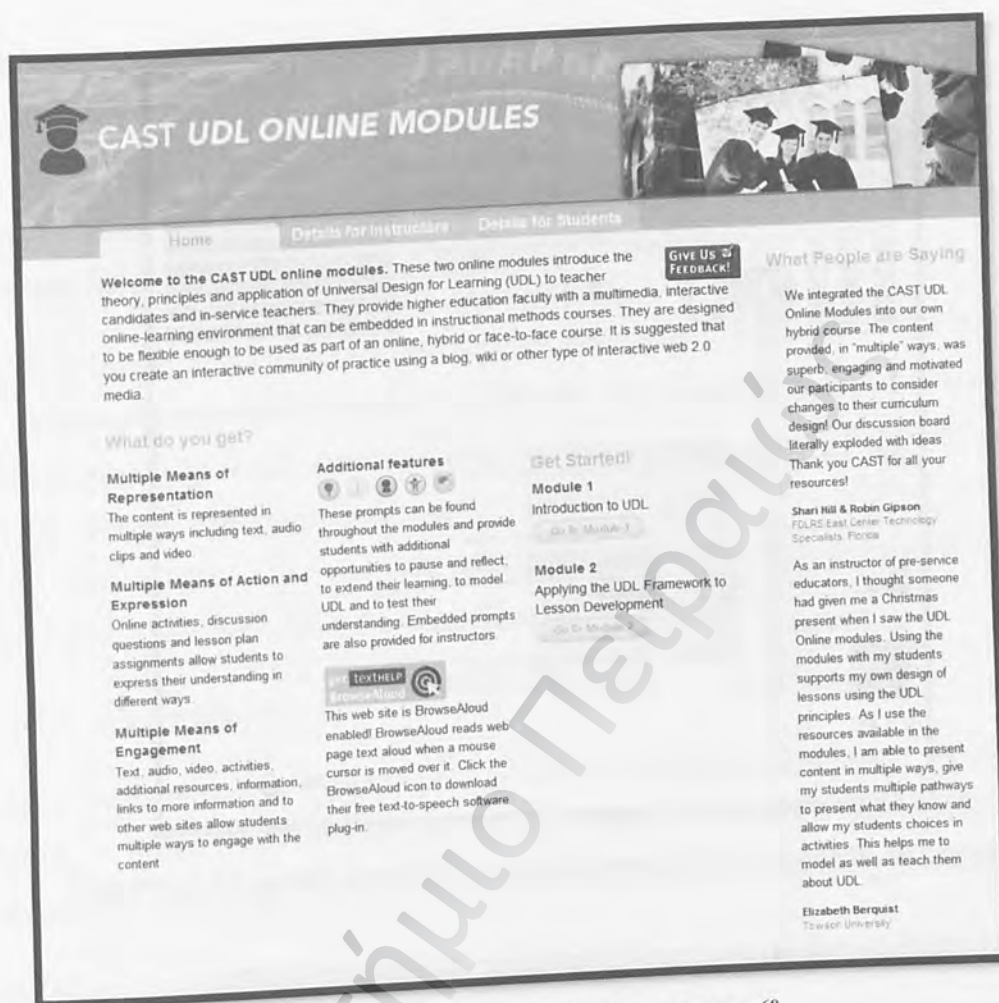 CAST UDL ONLINE MODULES
Home
Details for Instructors
Details for Students
Welcome to the CAST UDL online modules. These two online modules introduce the
theory, principles and application of Universal Design for Learning (UDL) to teacher
candidates and in-service teachers. They provide higher education faculty with a multimedia, interactive
online-learning environment that can be embedded in instructional methods courses. They are designed
to be flexible enough to be used as part of an online, hybrid or face-to-face course. It is suggested that
you create an interactive community of practice using a blog, wiki or other type of interactive web 2.0
media.
GIVE US
FEEDBACK!
What do you get?
Multiple Means of
Representation
The content is represented in
multiple ways including text, audio
clips and video.
Multiple Means of Action and
Expression
Online activities, discussion
questions and lesson plan
assignments allow students to
express their understanding in
different ways.
Multiple Means of
Engagement
Text, audio, video, activities,
additional resources, information,
links to more information and to
other web sites allow students
multiple ways to engage with the
content.
Additional features
These prompts can be found
throughout the modules and provide
students with additional
opportunities to pause and reflect,
to extend their learning, to model
UDL and to test their
understanding. Embedded prompts
are also provided for instructors.
get textHELP
BrowseAloud
This web site is BrowseAloud
enabled! BrowseAloud reads web
page text aloud when a mouse
cursor is moved over it. Click the
BrowseAloud icon to download
their free text-to-speech software
plug-in.
Get Started!
Module 1
Introduction to UDL
Go To Module 1
Module 2
Applying the UDL Framework to
Lesson Development
Go To Module 2
What People are Saying
We integrated the CAST UDL
Online Modules into our own
hybrid course. The content
provided, in "multiple" ways, was
superb, engaging and motivated
our participants to consider
changes to their curriculum
design! Our discussion board
literally exploded with ideas.
Thank you CAST for all your
resources!
Shari Hill & Robin Gipson
FDLRS East Center Technology
Specialists, Florida
As an instructor of pre-service
educators, I thought someone
had given me a Christmas
present when I saw the UDL
Online modules. Using the
modules with my students
supports my own design of
lessons using the UDL
principles. As I use the
resources available in the
modules, I am able to present
content in multiple ways, give
my students multiple pathways
to present what they know and
allow my students choices in
activities. This helps me to
model as well as teach them
about UDL.
Elizabeth Berquist
Towson University
Πειραιώς